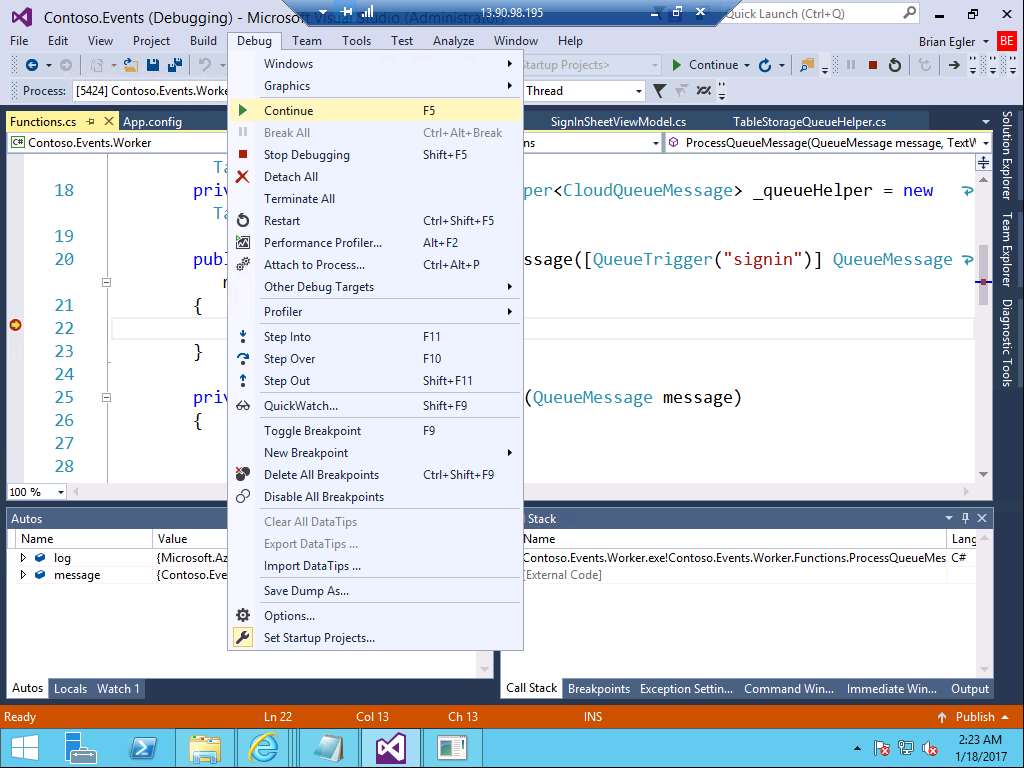 Contoso.Events (Debugging) - Microsoft Visual Studio (Administrator)
13.90.98.195
Quick Launch (Ctrl+Q)
File Edit View Project Build Debug Team Tools Test Analyze Window Help
Brian Egler BE
Startup Projects> Continue
Process: [5424] Contoso.Events.Worke Thread
Functions.cs App.config SignInSheetViewModel.cs TableStorageQueueHelper.cs
C# Contoso.Events.Worker ns ProcessQueueMessage(QueueMessage message, TextW
Ta
18 priv per<CloudQueueMessage> _queueHelper = new
Ta
19
20 publ ssage([QueueTrigger("signin")] QueueMessage
21 {
22
23 }
24
25 priv (QueueMessage message)
26 {
27
28
100 %
Windows
Graphics
Continue F5
Break All Ctrl+Alt+Break
Stop Debugging Shift+F5
Detach All
Terminate All
Restart Ctrl+Shift+F5
Performance Profiler... Alt+F2
Attach to Process... Ctrl+Alt+P
Other Debug Targets
Profiler
Step Into F11
Step Over F10
Step Out Shift+F11
QuickWatch... Shift+F9
Toggle Breakpoint F9
New Breakpoint
Delete All Breakpoints Ctrl+Shift+F9
Disable All Breakpoints
Clear All DataTips
Export DataTips ...
Import DataTips ...
Save Dump As...
Options...
Set Startup Projects...
Solution Explorer
Team Explorer
Diagnostic Tools
Autos
Name Value
log {Microsoft.Az
message {Contoso.Eve
Autos Locals Watch 1
Stack
Name Lang
Contoso.Events.Worker.exe!Contoso.Events.Worker.Functions.ProcessQueueMes C#
[External Code]
Call Stack Breakpoints Exception Settin... Command Win... Immediate Win... Output
Ready Ln 22 Col 13 Ch 13 INS Publish
2:23 AM
1/18/2017